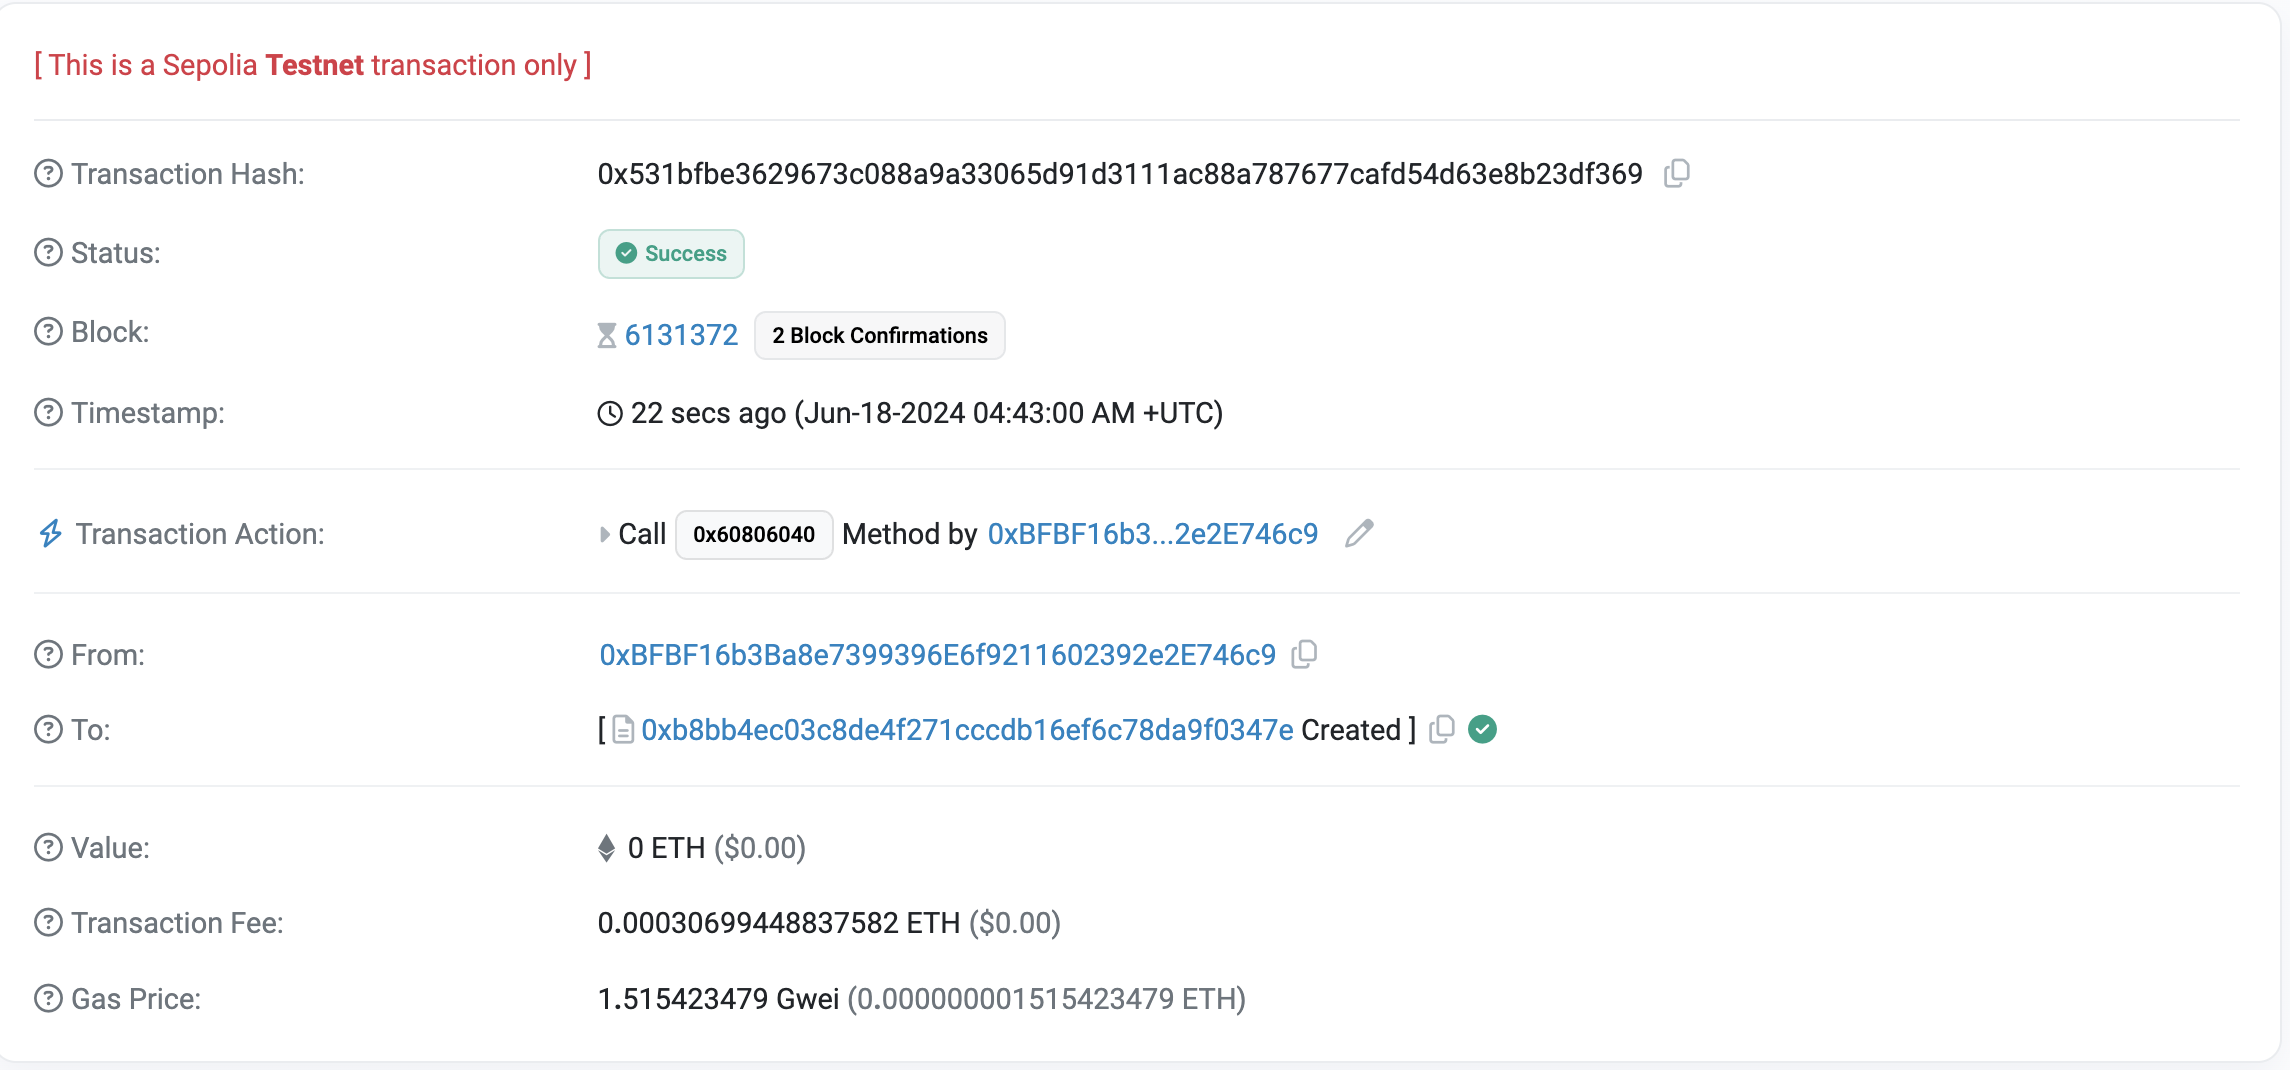 [ This is a Sepolia Testnet transaction only ]
Transaction Hash: 0x531bfbe3629673c088a9a33065d91d3111ac88a787677cafd54d63e8b23df369
Status: Success
Block: 6131372 2 Block Confirmations
Timestamp: 22 secs ago (Jun-18-2024 04:43:00 AM +UTC)
Transaction Action: Call 0x60806040 Method by 0xBFBF16b3...2e2E746c9
From: 0xBFBF16b3Ba8e7399396E6f9211602392e2E746c9
To: [ 0xb8bb4ec03c8de4f271cccdb16ef6c78da9f0347e Created ]
Value: 0 ETH ($0.00)
Transaction Fee: 0.00030699448837582 ETH ($0.00)
Gas Price: 1.515423479 Gwei (0.000000001515423479 ETH)